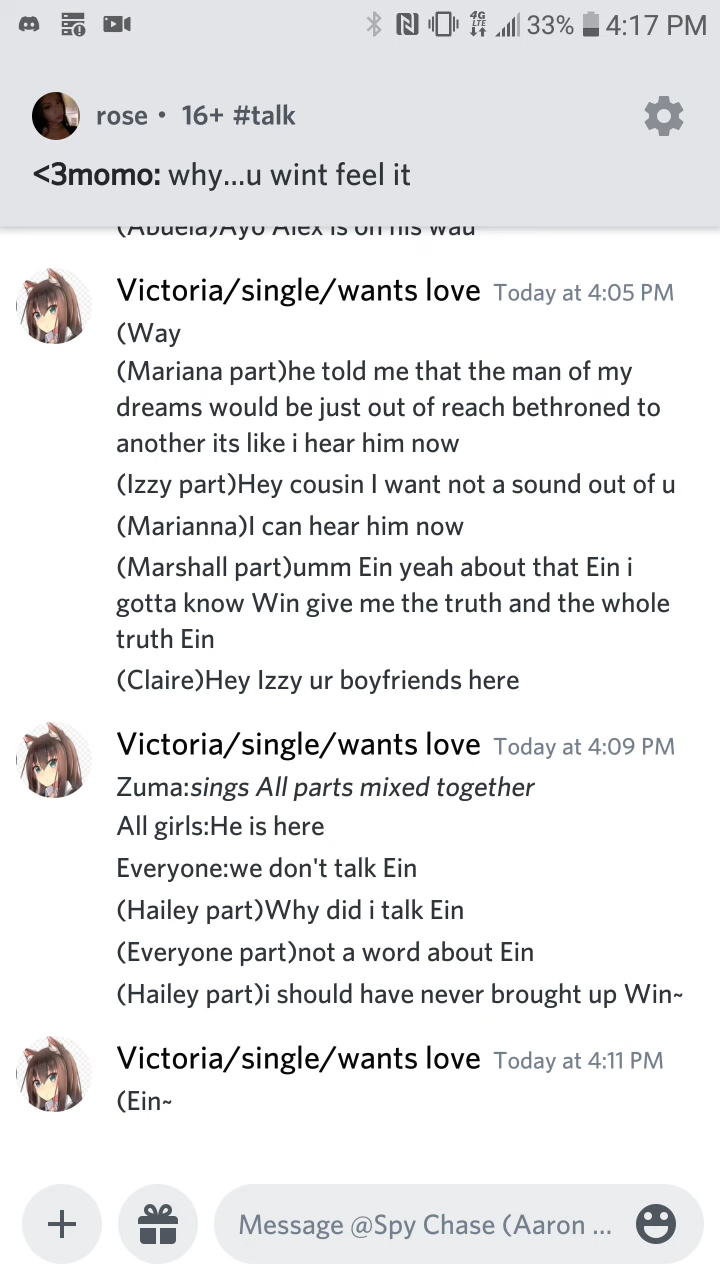 4G
LTE
33%
4:17 PM
rose • 16+ #talk
<3momo: why...u wint feel it
(Abuela)Ayo Alex is on his wau
Victoria/single/wants love Today at 4:05 PM
(Way
(Mariana part)he told me that the man of my
dreams would be just out of reach bethroned to
another its like i hear him now
(Izzy part)Hey cousin I want not a sound out of u
(Marianna)I can hear him now
(Marshall part)umm Ein yeah about that Ein i
gotta know Win give me the truth and the whole
truth Ein
(Claire)Hey Izzy ur boyfriends here
Victoria/single/wants love Today at 4:09 PM
Zuma:sings All parts mixed together
All girls:He is here
Everyone:we don't talk Ein
(Hailey part)Why did i talk Ein
(Everyone part)not a word about Ein
(Hailey part)i should have never brought up Win~
Victoria/single/wants love Today at 4:11 PM
(Ein~
Message @Spy Chase (Aaron ...